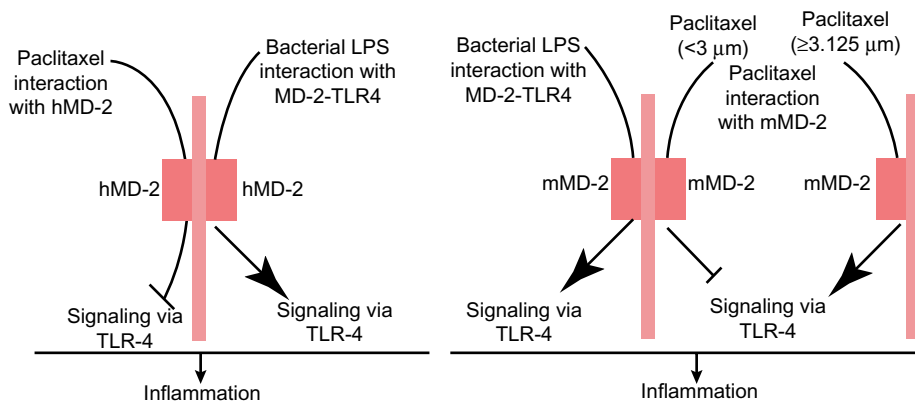 Paclitaxel
interaction
with hMD-2
Bacterial LPS
interaction with
MD-2-TLR4
hMD-2
hMD-2
Signaling via
TLR-4
Signaling via
TLR-4
Inflammation
Bacterial LPS
interaction with
MD-2-TLR4
Paclitaxel
(<3 μm)
Paclitaxel
(≥3.125 μm)
Paclitaxel
interaction
with mMD-2
mMD-2
mMD-2
mMD-2
Signaling via
TLR-4
Signaling via
TLR-4
Inflammation